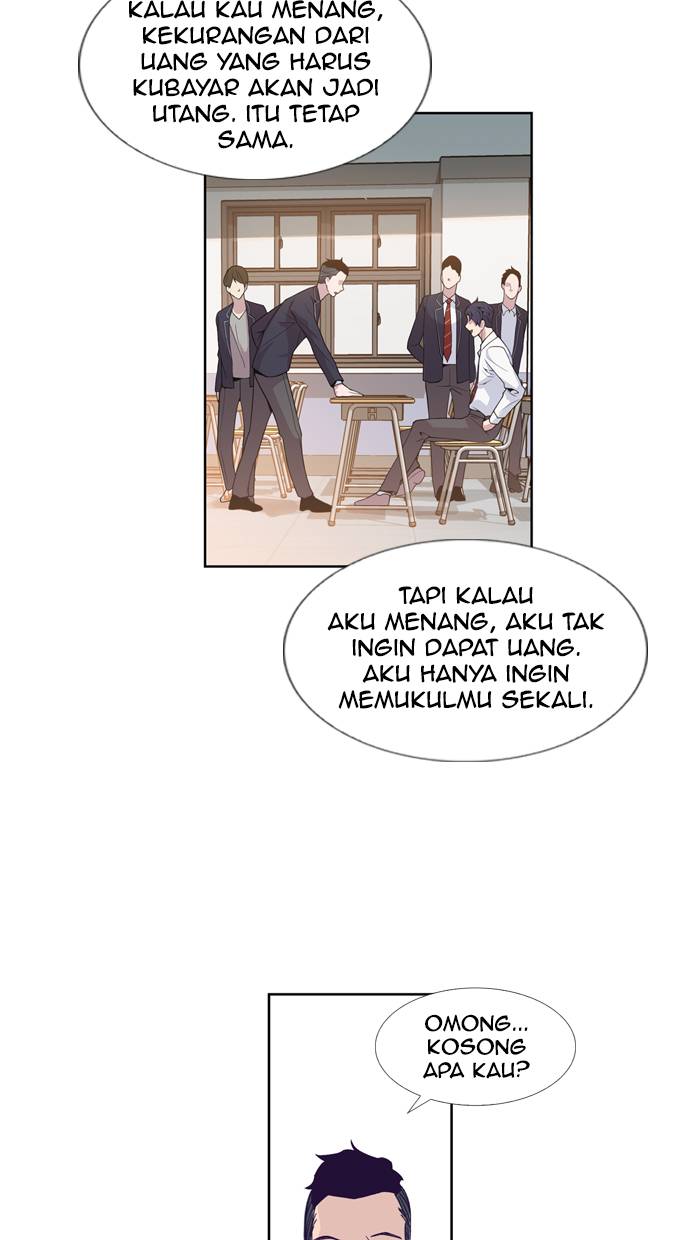 KALAU KAU MENANG,
KEKURANGAN DARI
UANG YANG HARUS
KUBAYAR AKAN JADI
UTANG. ITU TETAP
SAMA.
TAPI KALAU
AKU MENANG, AKU TAK
INGIN DAPAT UANG.
AKU HANYA INGIN
MEMUKULMU SEKALI.
OMONG...
KOSONG
APA KAU?